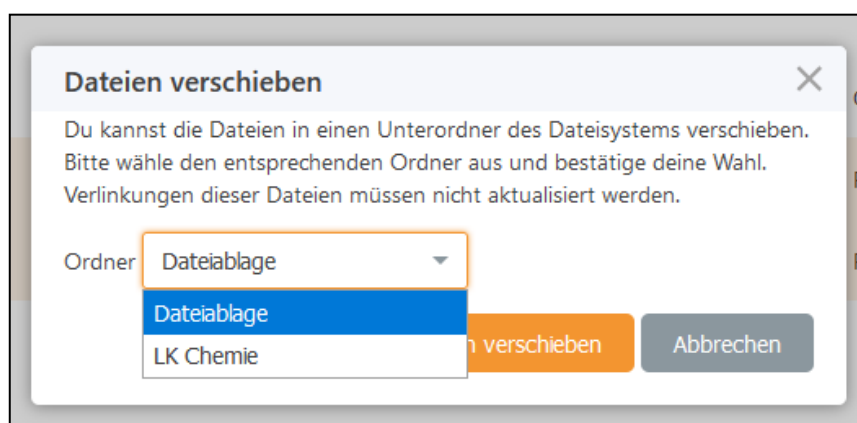 Dateien verschieben
Du kannst die Dateien in einen Unterordner des Dateisystems verschieben.
Bitte wähle den entsprechenden Ordner aus und bestätige deine Wahl.
Verlinkungen dieser Dateien müssen nicht aktualisiert werden.
Ordner Dateiablage
Dateiablage
LK Chemie
verschieben
Abbrechen